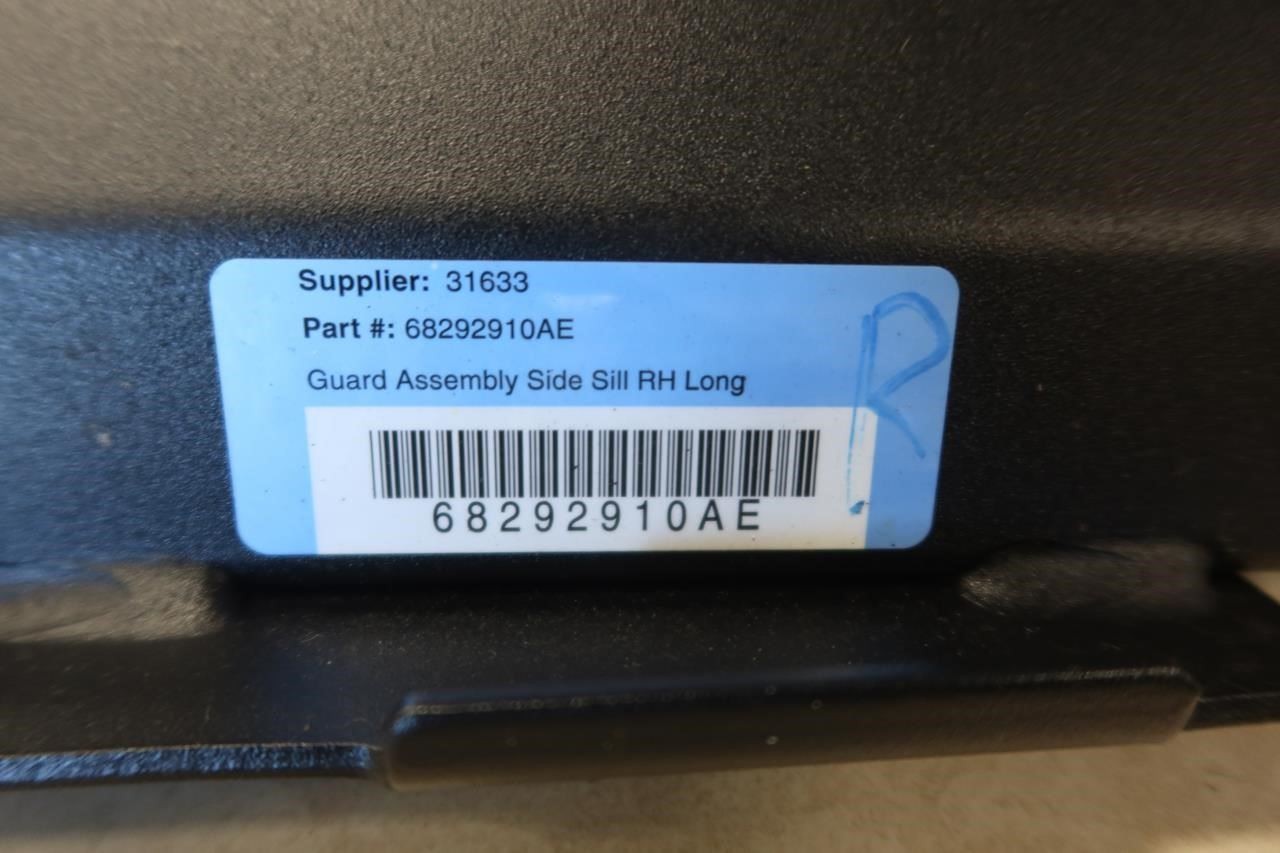 Supplier: 31633
Part #: 68292910AE
Guard Assembly Side Sill RH Long
R
68292910AE